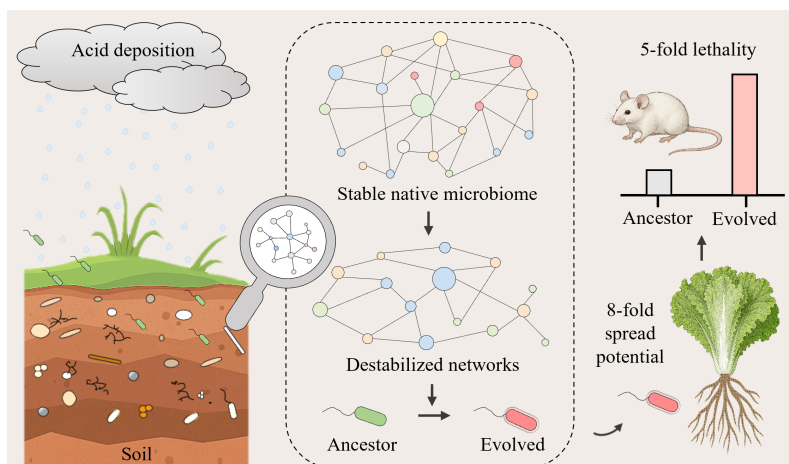 Acid deposition
Soil
Stable native microbiome
Destabilized networks
Ancestor
Evolved
5-fold lethality
Ancestor
Evolved
8-fold
spread
potential